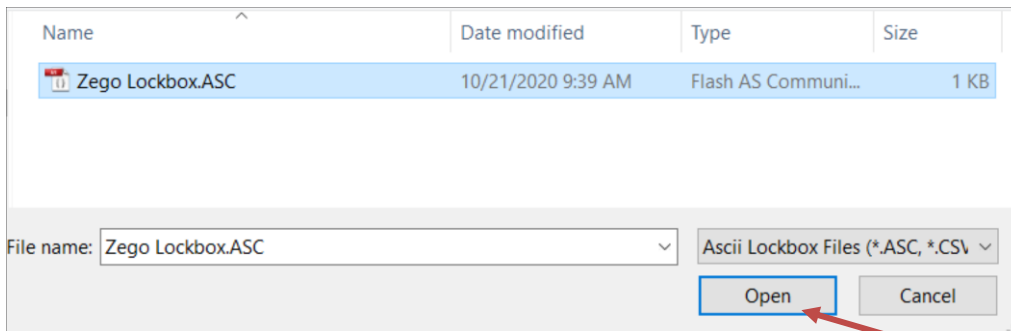 Name Date modified Type Size
Zego Lockbox.ASC 10/21/2020 9:39 AM Flash AS Communi... 1 KB
File name: Zego Lockbox.ASC Ascii Lockbox Files (*.ASC, *.CSV
Open Cancel